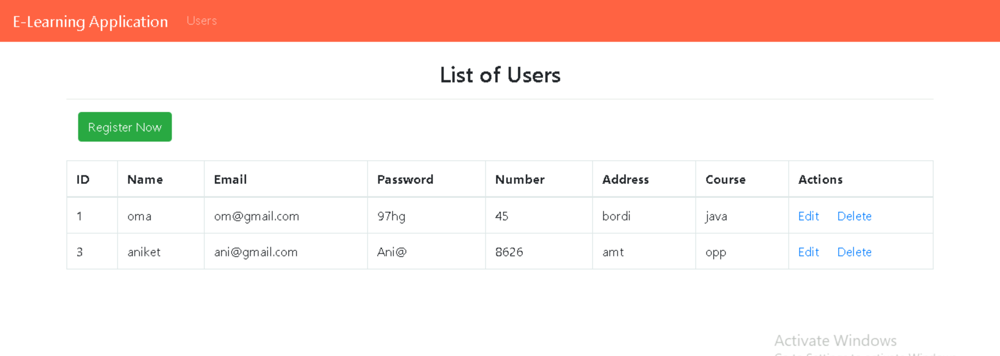 E-Learning Application Users
List of Users
Register Now
ID Name Email Password Number Address Course Actions
1 oma om@gmail.com 97hg 45 bordi java Edit Delete
3 aniket ani@gmail.com Ani@ 8626 amt opp Edit Delete
Activate Windows